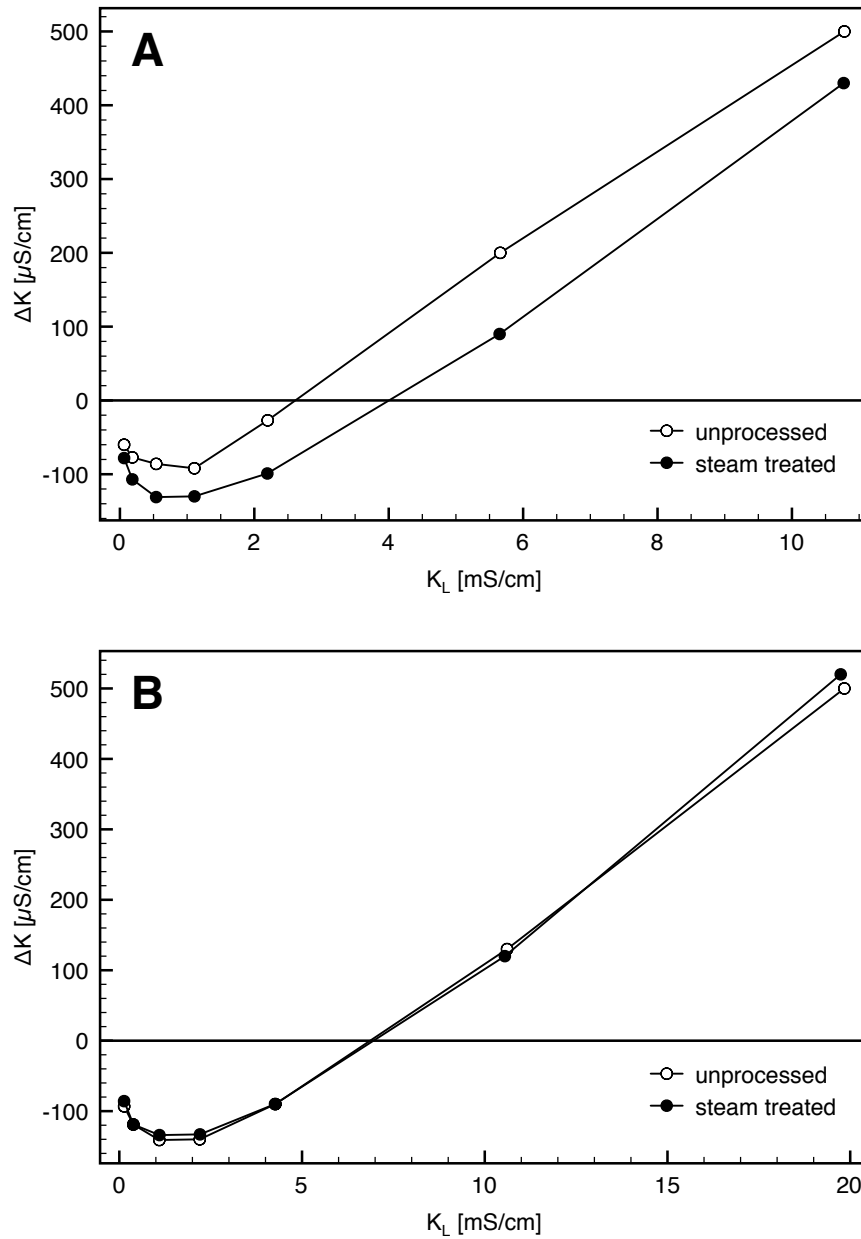 A
500
400
300
200
100
0
-100
ΔK [µS/cm]
unprocessed
steam treated
0 2 4 6 8 10
K_L [mS/cm]
B
500
400
300
200
100
0
-100
ΔK [µS/cm]
unprocessed
steam treated
0 5 10 15 20
K_L [mS/cm]